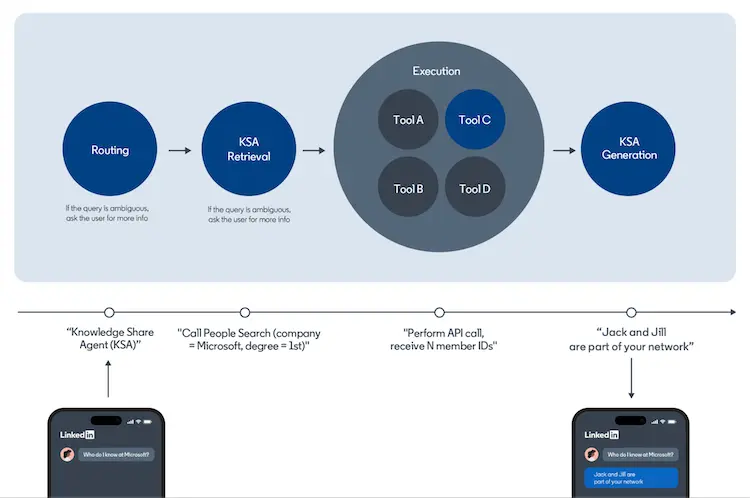 Execution
Tool A
Tool C
Routing
KSA
Retrieval
KSA
Generation
Tool B
Tool D
If the query is ambiguous,
ask the user for more info
If the query is ambiguous,
ask the user for more info
“Knowledge Share
Agent (KSA)”
"Call People Search (company
= Microsoft, degree = 1st)"
"Perform API call,
receive N member IDs"
“Jack and Jill
are part of your network”
Linkedin
Who do I know at Microsoft?
Linkedin
Who do I know at Microsoft?
Jack and Jill are
part of your network